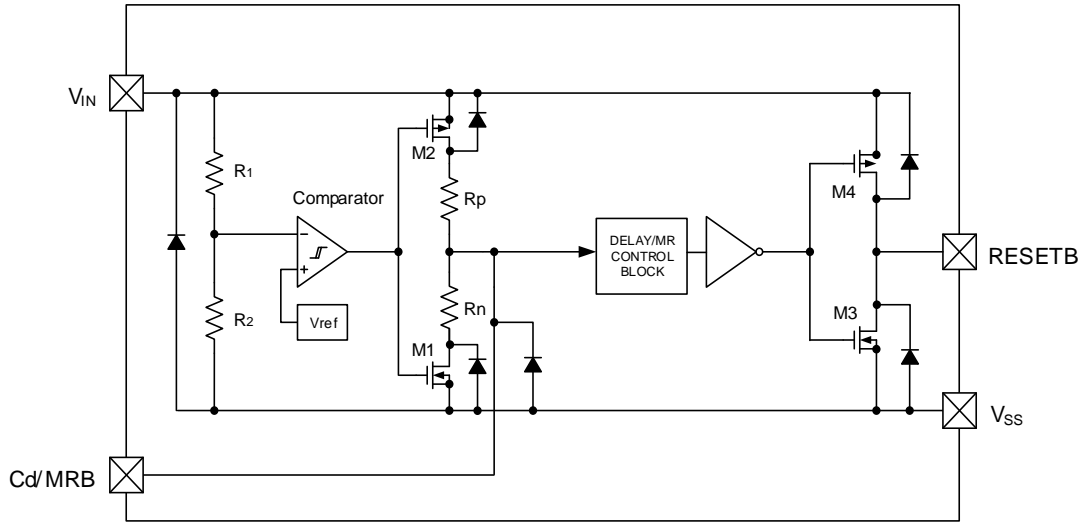 VIN
M2
R1
Comparator
Rp
M4
−
DELAY/MR
CONTROL
BLOCK
RESETB
+
Rn
M3
R2
Vref
M1
VSS
Cd/MRB